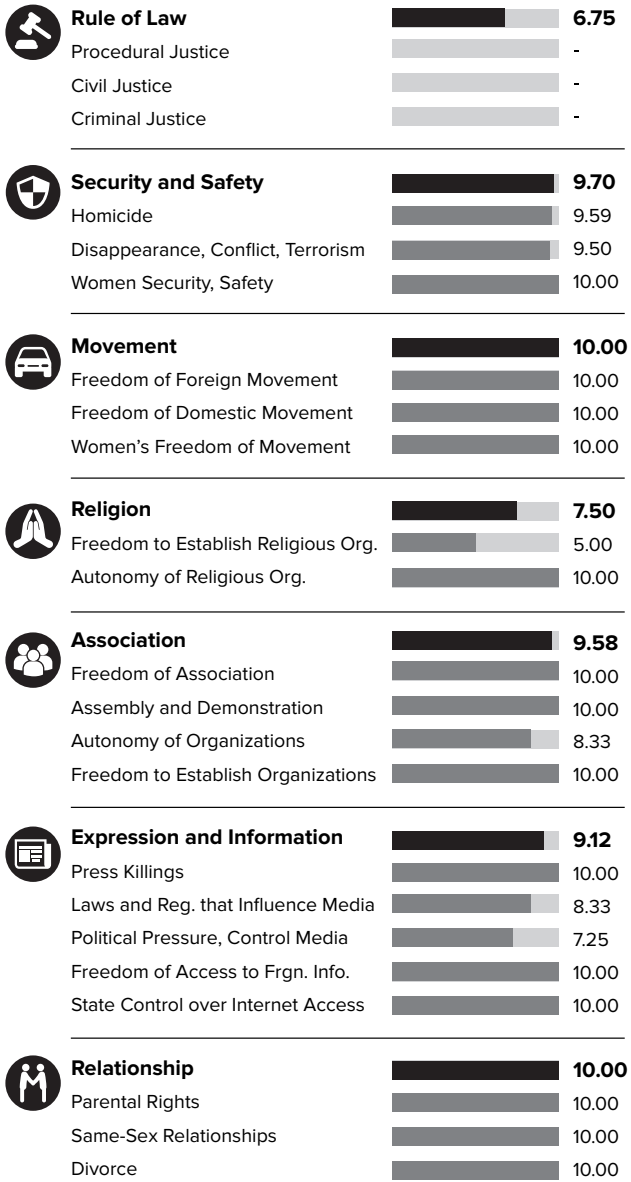 Rule of Law 6.75
Procedural Justice -
Civil Justice -
Criminal Justice -
Security and Safety 9.70
Homicide 9.59
Disappearance, Conflict, Terrorism 9.50
Women Security, Safety 10.00
Movement 10.00
Freedom of Foreign Movement 10.00
Freedom of Domestic Movement 10.00
Women’s Freedom of Movement 10.00
Religion 7.50
Freedom to Establish Religious Org. 5.00
Autonomy of Religious Org. 10.00
Association 9.58
Freedom of Association 10.00
Assembly and Demonstration 10.00
Autonomy of Organizations 8.33
Freedom to Establish Organizations 10.00
Expression and Information 9.12
Press Killings 10.00
Laws and Reg. that Influence Media 8.33
Political Pressure, Control Media 7.25
Freedom of Access to Frgn. Info. 10.00
State Control over Internet Access 10.00
Relationship 10.00
Parental Rights 10.00
Same-Sex Relationships 10.00
Divorce 10.00